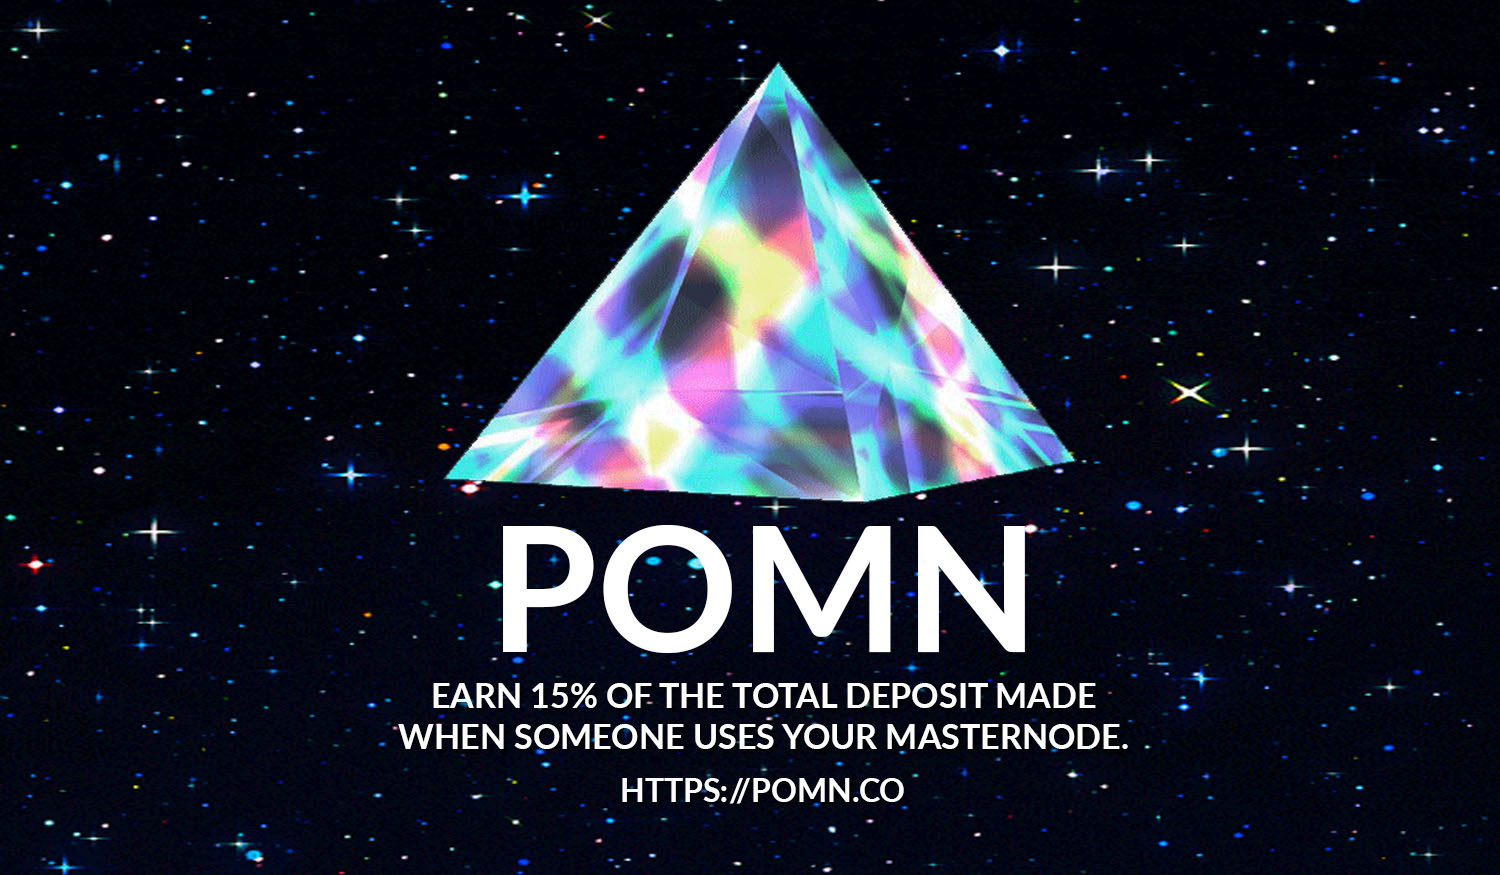 POMN
EARN 15% OF THE TOTAL DEPOSIT MADE
WHEN SOMEONE USES YOUR MASTERNODE.
HTTPS://POMN.CO